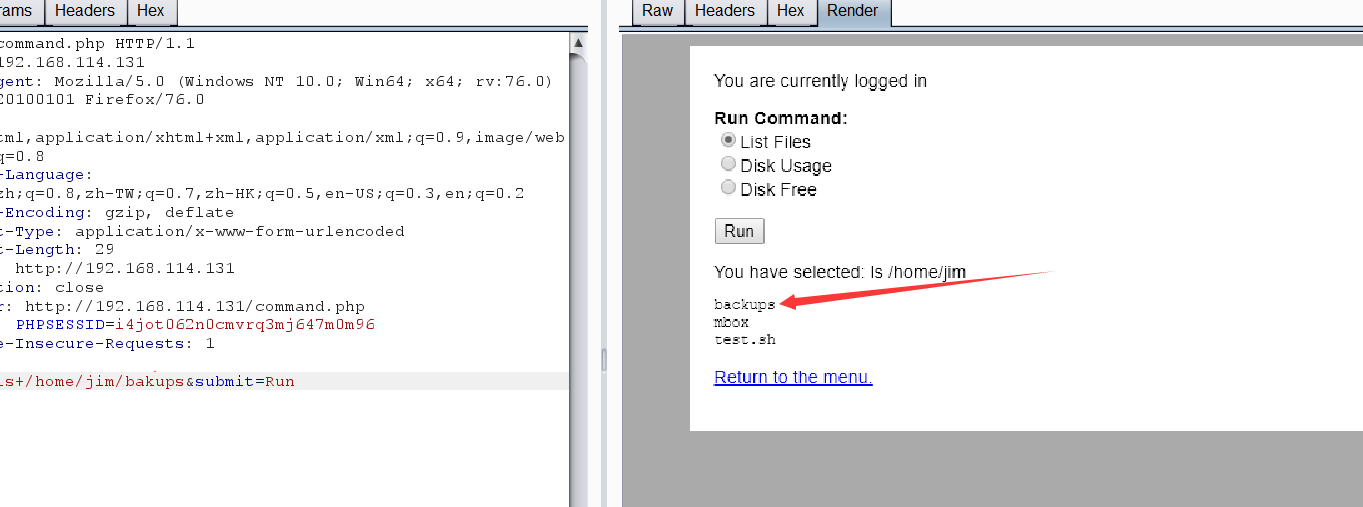 rams Headers Hex
command.php HTTP/1.1
192.168.114.131
gent: Mozilla/5.0 (Windows NT 10.0; Win64; x64; rv:76.0)
20100101 Firefox/76.0
tml,application/xhtml+xml,application/xml;q=0.9,image/web
q=0.8
-Language:
zh;q=0.8,zh-TW;q=0.7,zh-HK;q=0.5,en-US;q=0.3,en;q=0.2
-Encoding: gzip, deflate
t-Type: application/x-www-form-urlencoded
t-Length: 29
http://192.168.114.131
tion: close
r: http://192.168.114.131/command.php
PHPSESSID=i4jot062n0cmvrq3mj647m0m96
e-Insecure-Requests: 1
ls+/home/jim/bakups&submit=Run
Raw Headers Hex Render
You are currently logged in
Run Command:
List Files
Disk Usage
Disk Free
Run
You have selected: ls /home/jim
backups
mbox
test.sh
Return to the menu.